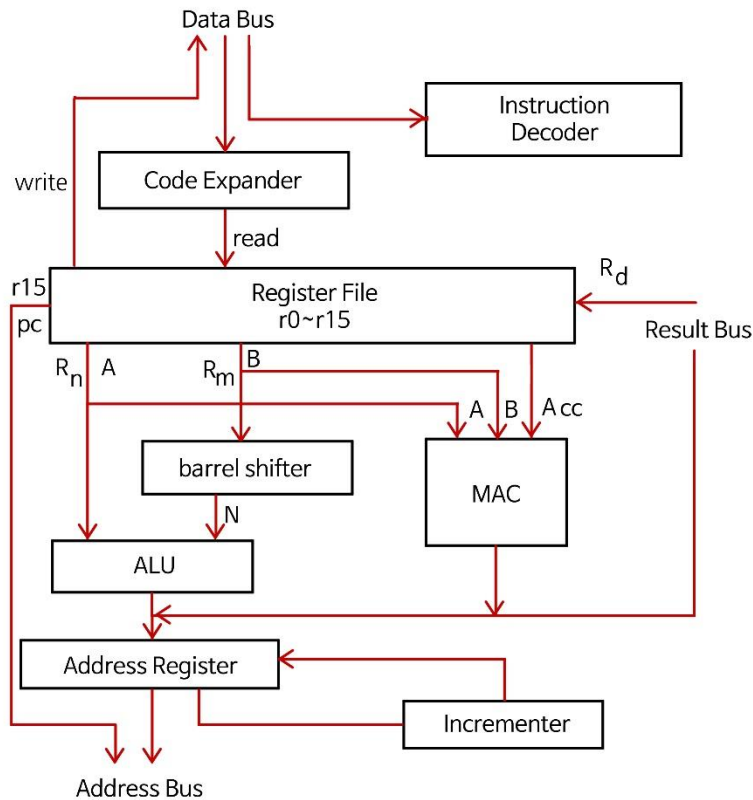 Data Bus
Instruction
Decoder
Code Expander
write
read
r15
pc
Register File
r0~r15
Rd
Result Bus
Rn
A
Rm
B
A
B
Acc
barrel shifter
MAC
N
ALU
Address Register
Incrementer
Address Bus